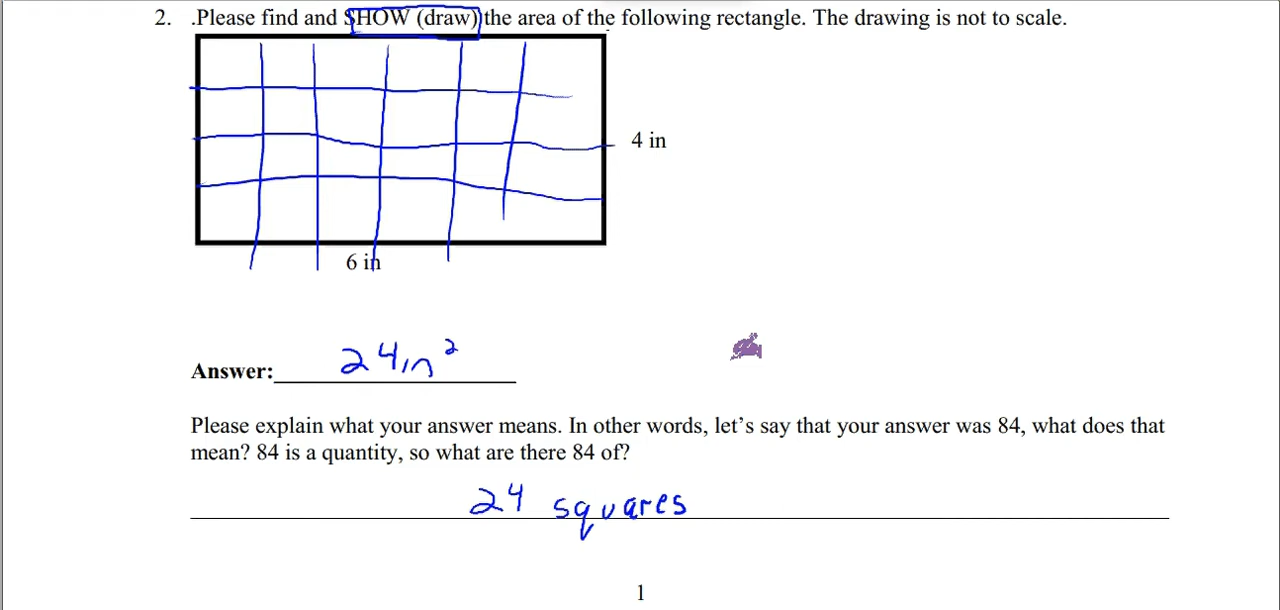 2. .Please find and SHOW (draw) the area of the following rectangle. The drawing is not to scale.
4 in
6 in
Answer: 24in²
Please explain what your answer means. In other words, let’s say that your answer was 84, what does that
mean? 84 is a quantity, so what are there 84 of?
24 squares
1